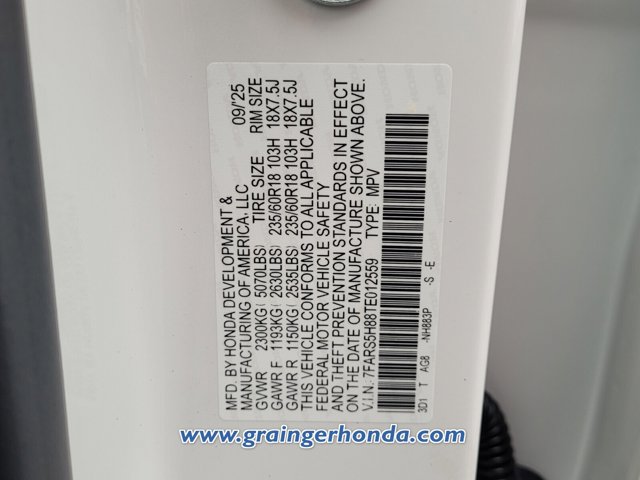 MFD. BY HONDA DEVELOPMENT &
MANUFACTURING OF AMERICA, LLC 09/'25
GVWR 2300KG( 5070LBS) TIRE SIZE RIM SIZE
GAWR F 1193KG( 2630LBS) 235/60R18 103H 18X7.5J
GAWR R 1150KG( 2535LBS) 235/60R18 103H 18X7.5J
THIS VEHICLE CONFORMS TO ALL APPLICABLE
FEDERAL MOTOR VEHICLE SAFETY
AND THEFT PREVENTION STANDARDS IN EFFECT
ON THE DATE OF MANUFACTURE SHOWN ABOVE.
V.I.N.:7FARS5H88TE012559 TYPE: MPV
3D1 T AG8 -NH883P -S -E
www.graingerhonda.com